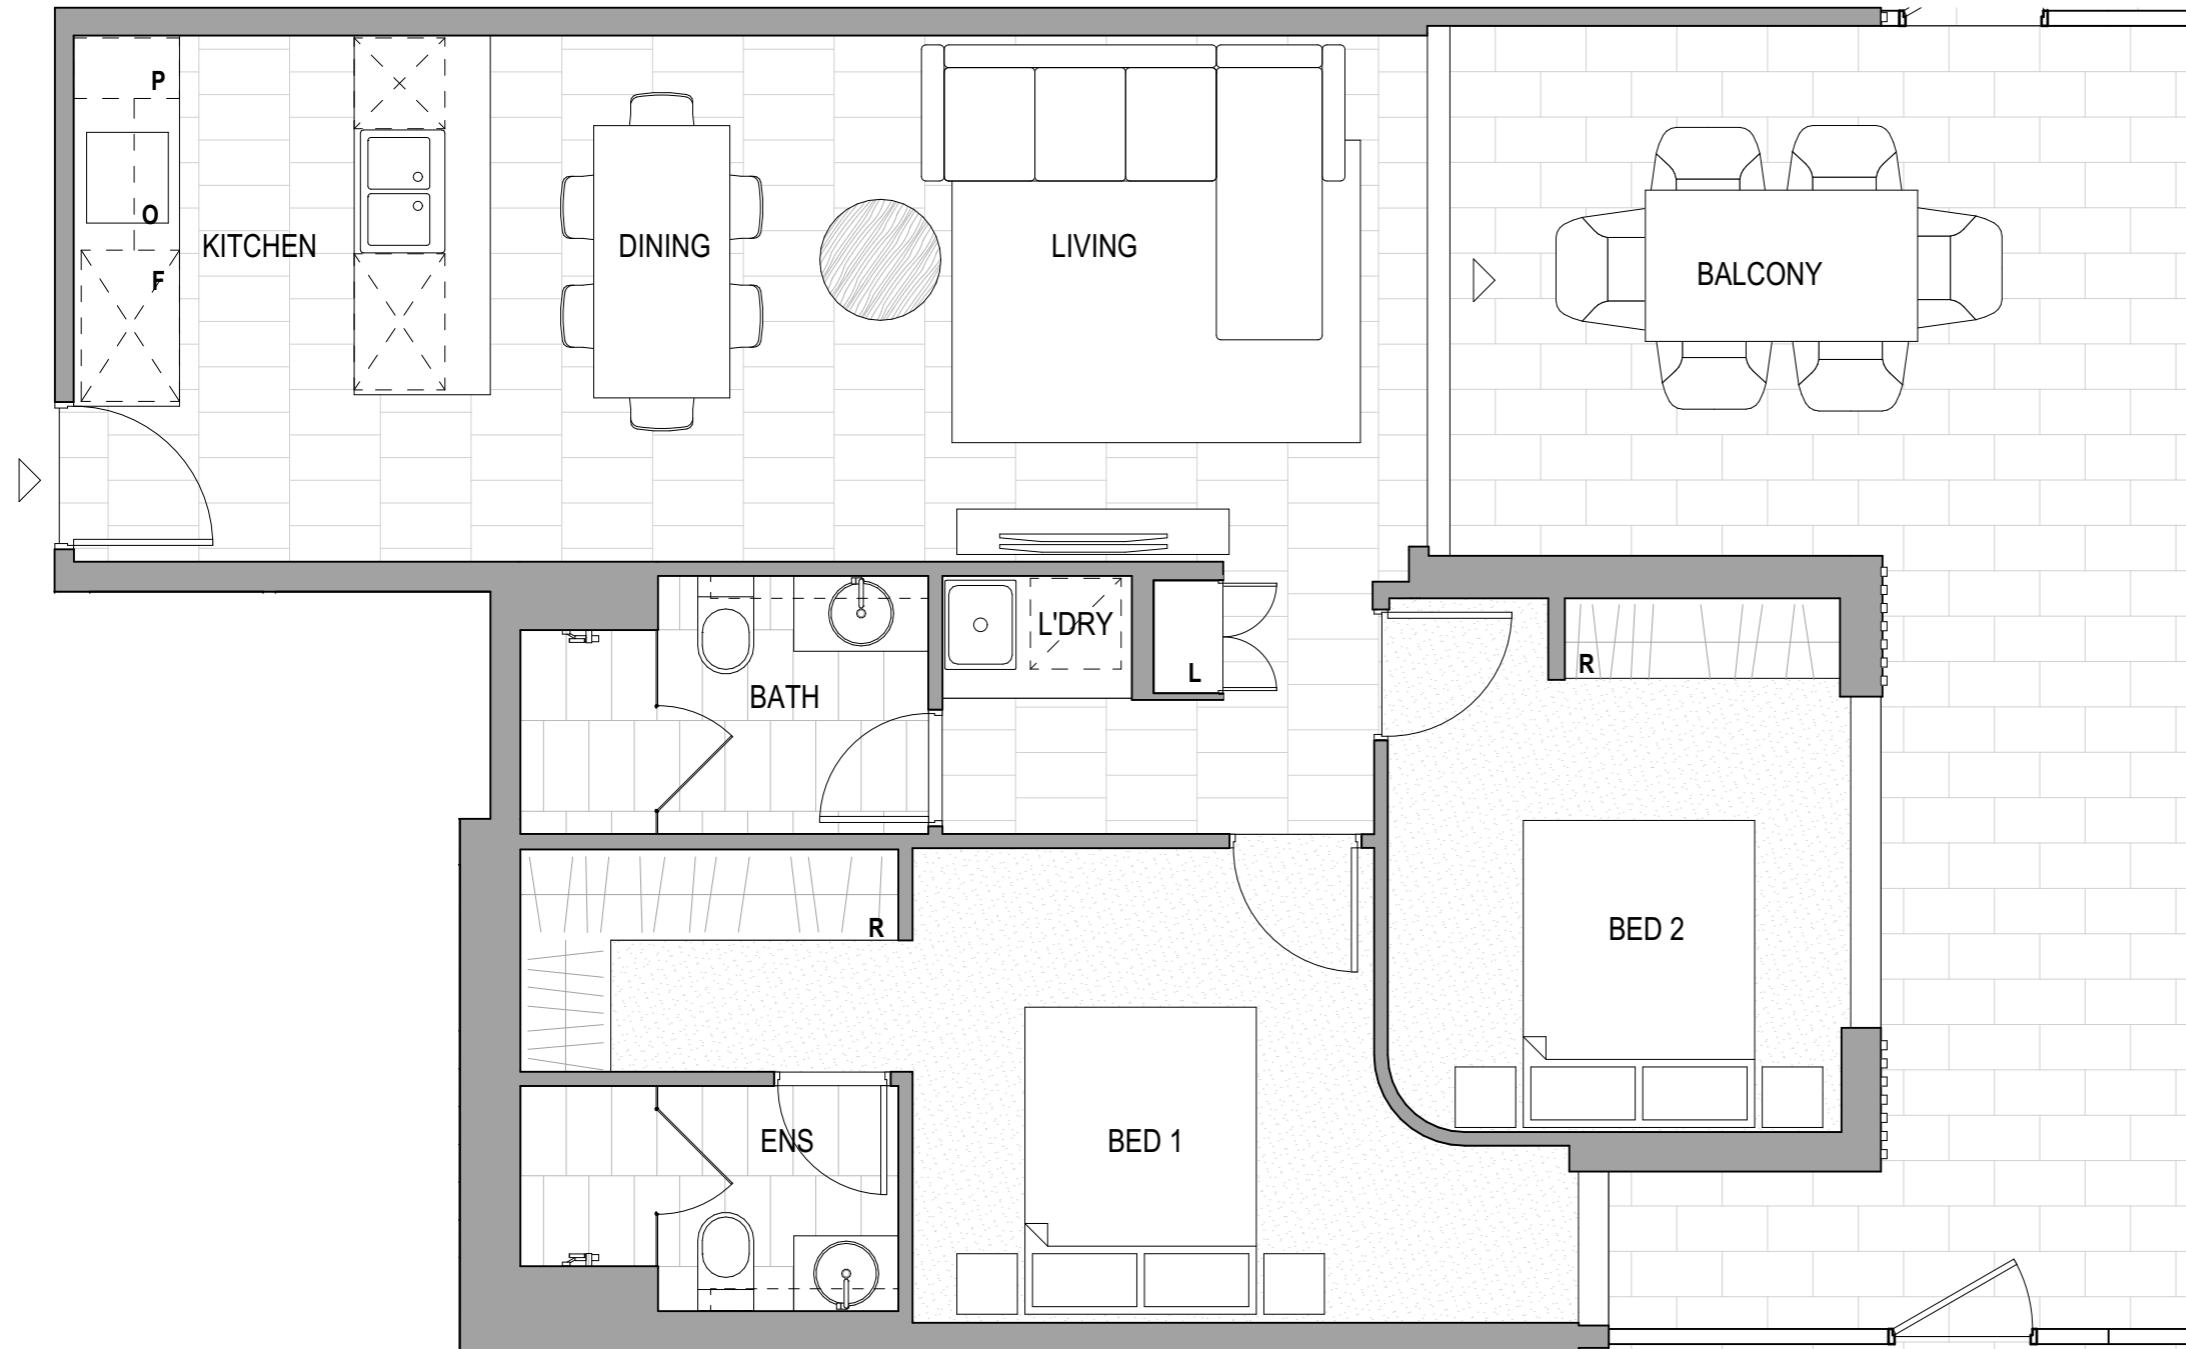 P
O
F
KITCHEN
DINING
LIVING
BALCONY
L'DRY
L
BATH
R
R
BED 2
ENS
BED 1